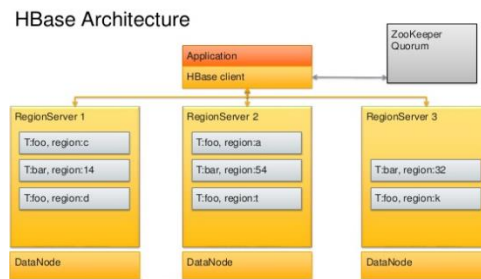 HBase Architecture
ZooKeeper
Quorum
Application
HBase client
RegionServer 1
T:foo, region:c
T:bar, region:14
T:foo, region:d
RegionServer 2
T:foo, region:a
T:bar, region:54
T:foo, region:t
RegionServer 3
T:bar, region:32
T:foo, region:k
DataNode
DataNode
DataNode